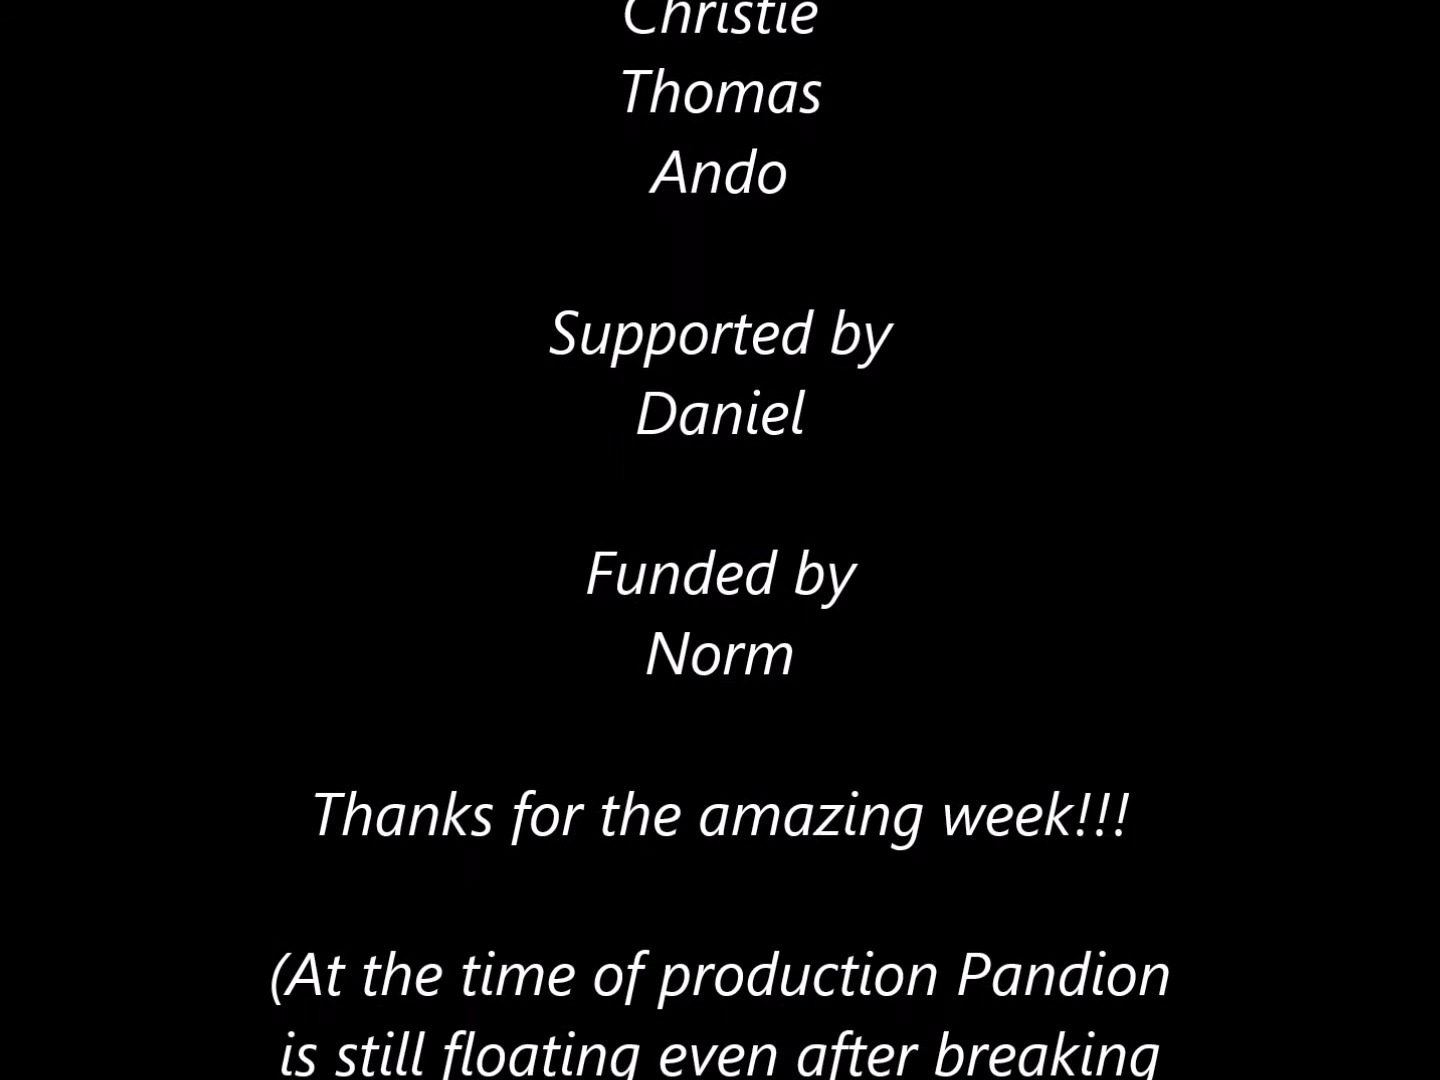 Christie
Thomas
Ando
Supported by
Daniel
Funded by
Norm
Thanks for the amazing week!!!
(At the time of production Pandion
is still floating even after breaking